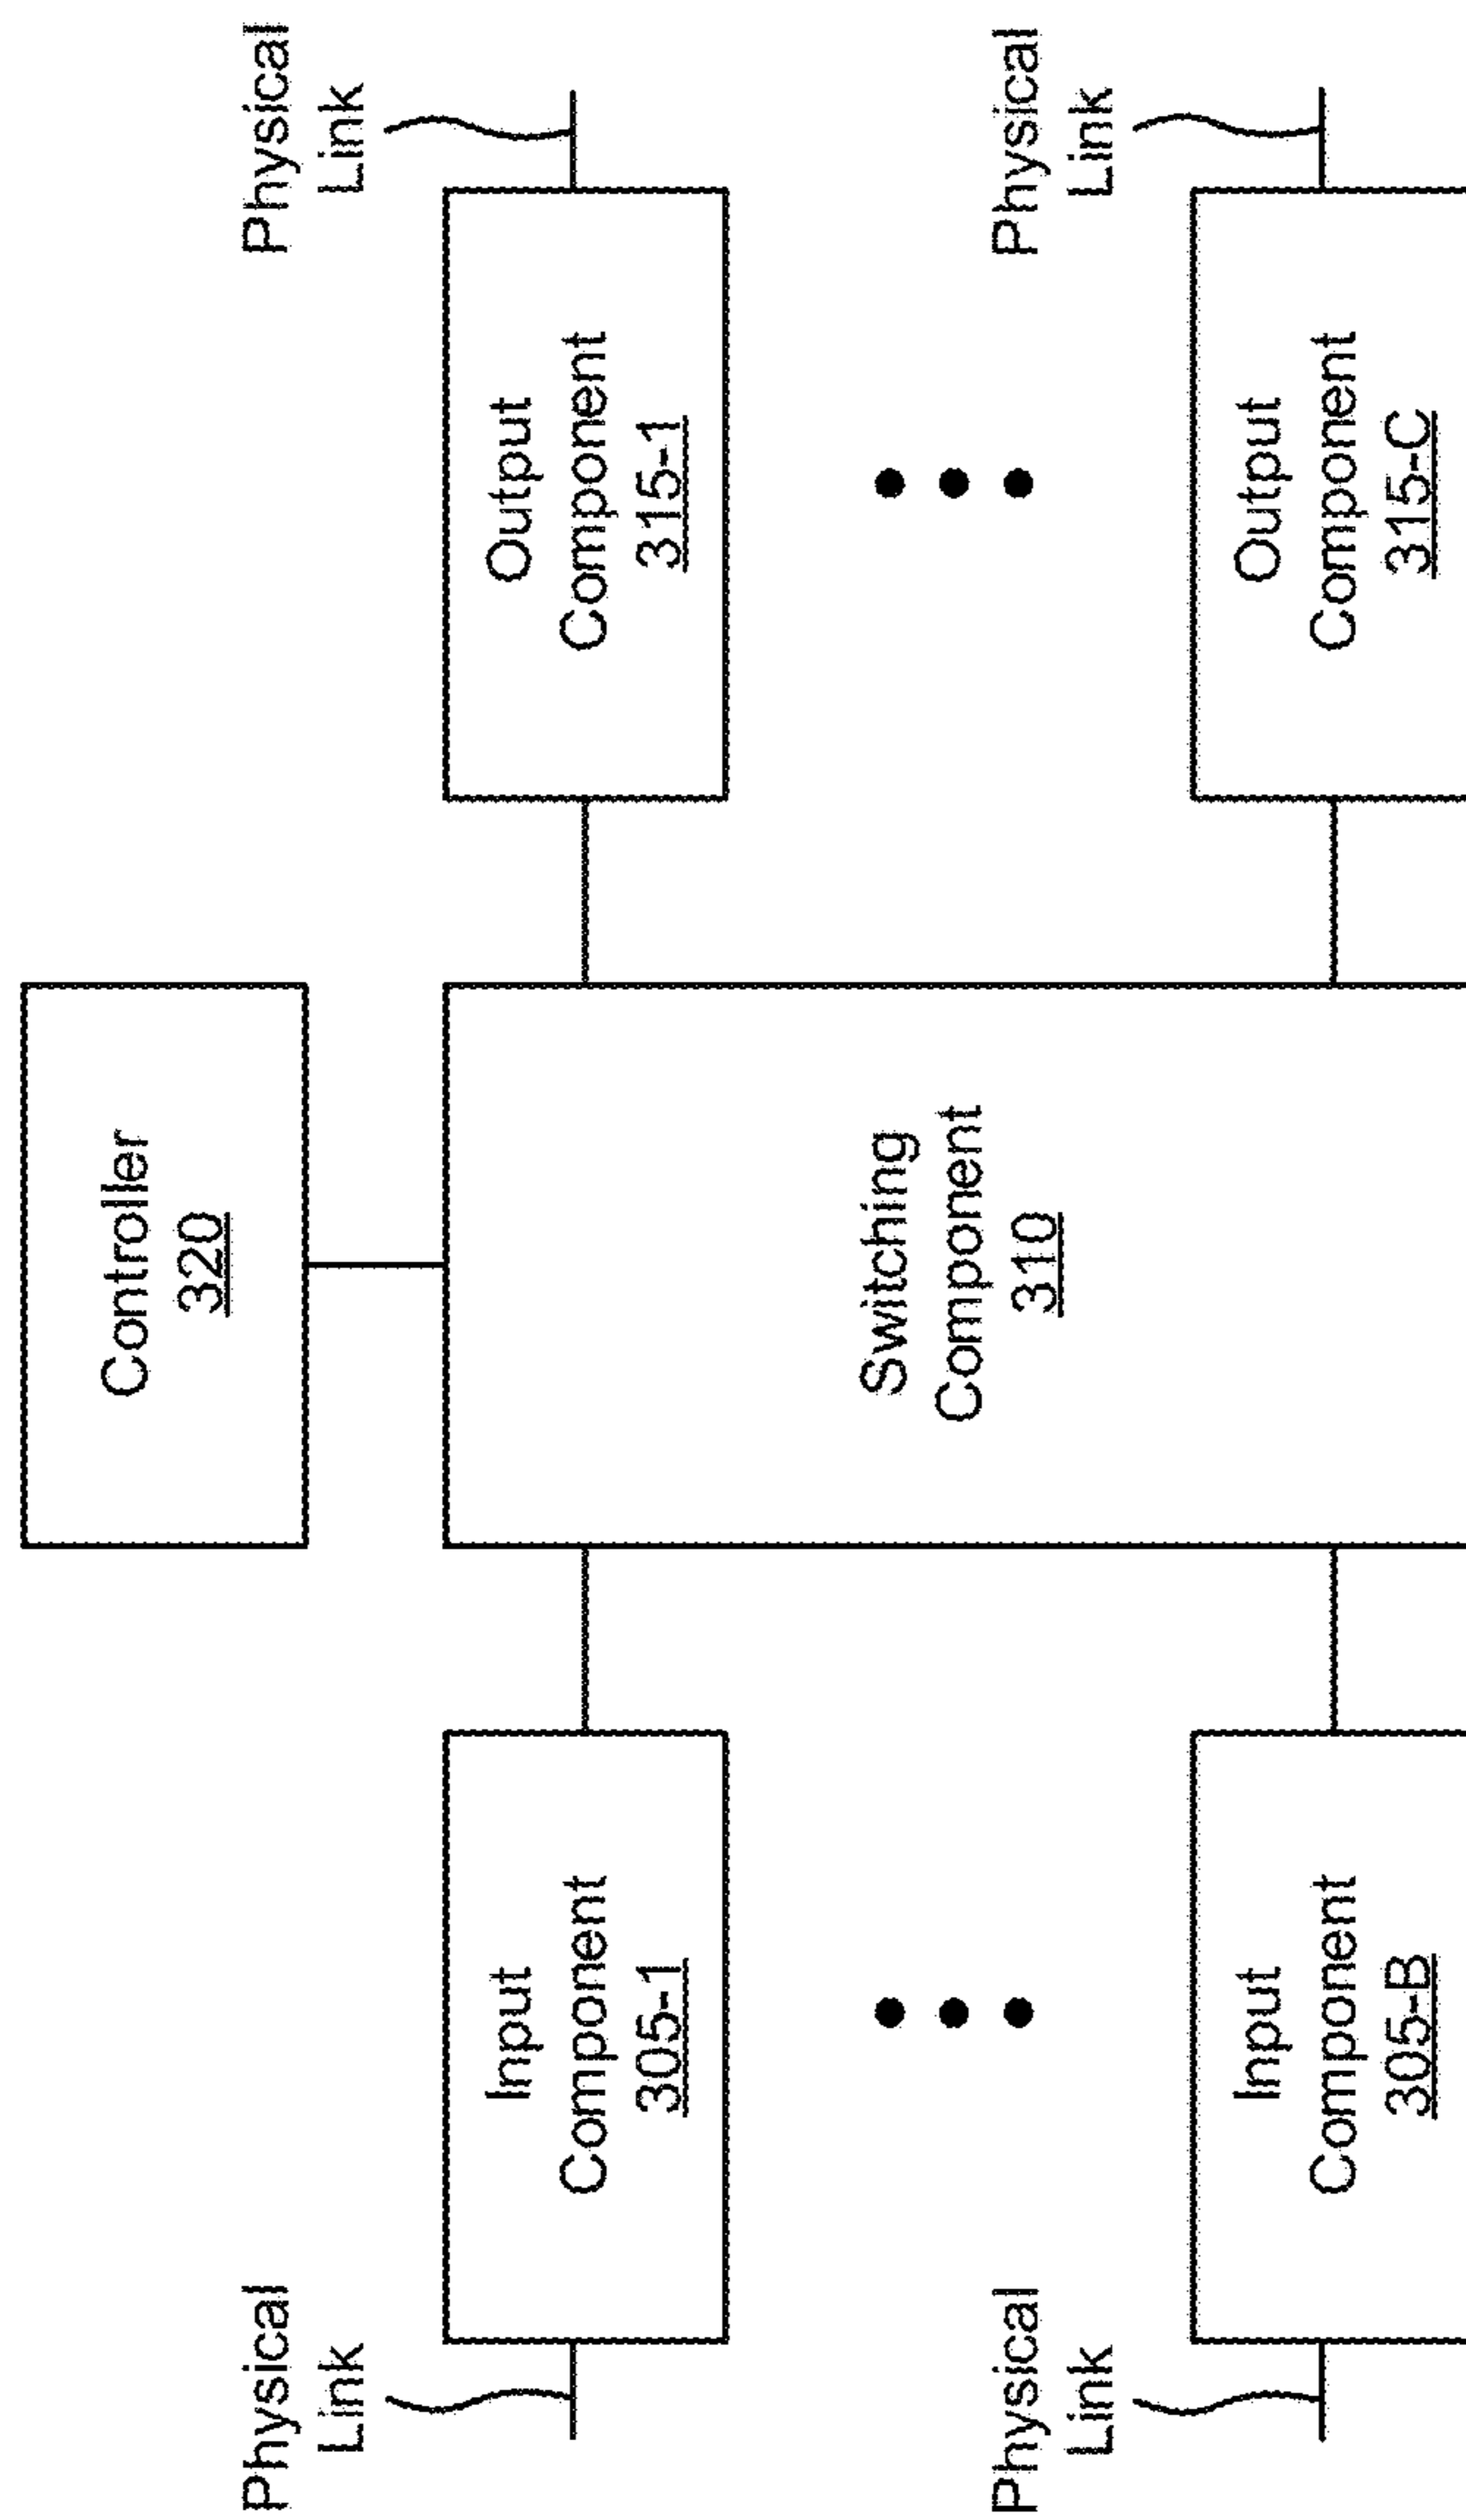 Controller
320
Physical
Link
Input
Component
305-1
Switching
Component
310
Output
Component
315-1
Physical
Link
Physical
Link
Input
Component
305-B
Output
Component
315-C
Physical
Link